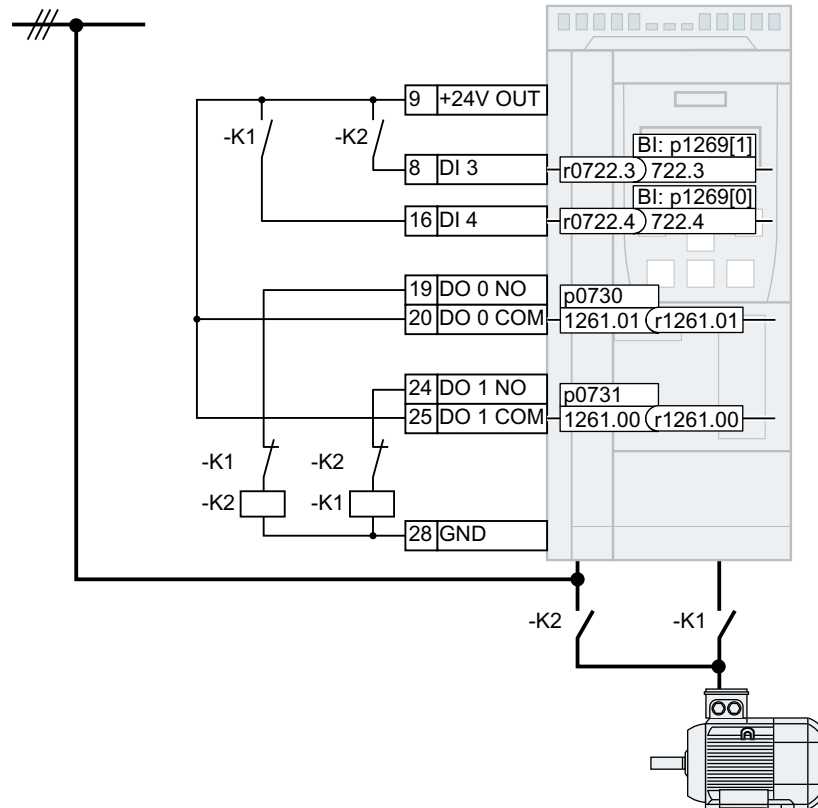 9 +24V OUT
-K1 -K2
BI: p1269[1]
8 DI 3 r0722.3 722.3
BI: p1269[0]
16 DI 4 r0722.4 722.4
19 DO 0 NO p0730
20 DO 0 COM 1261.01 r1261.01
24 DO 1 NO p0731
25 DO 1 COM 1261.00 r1261.00
-K1 -K2
-K2 -K1
28 GND
-K2 -K1